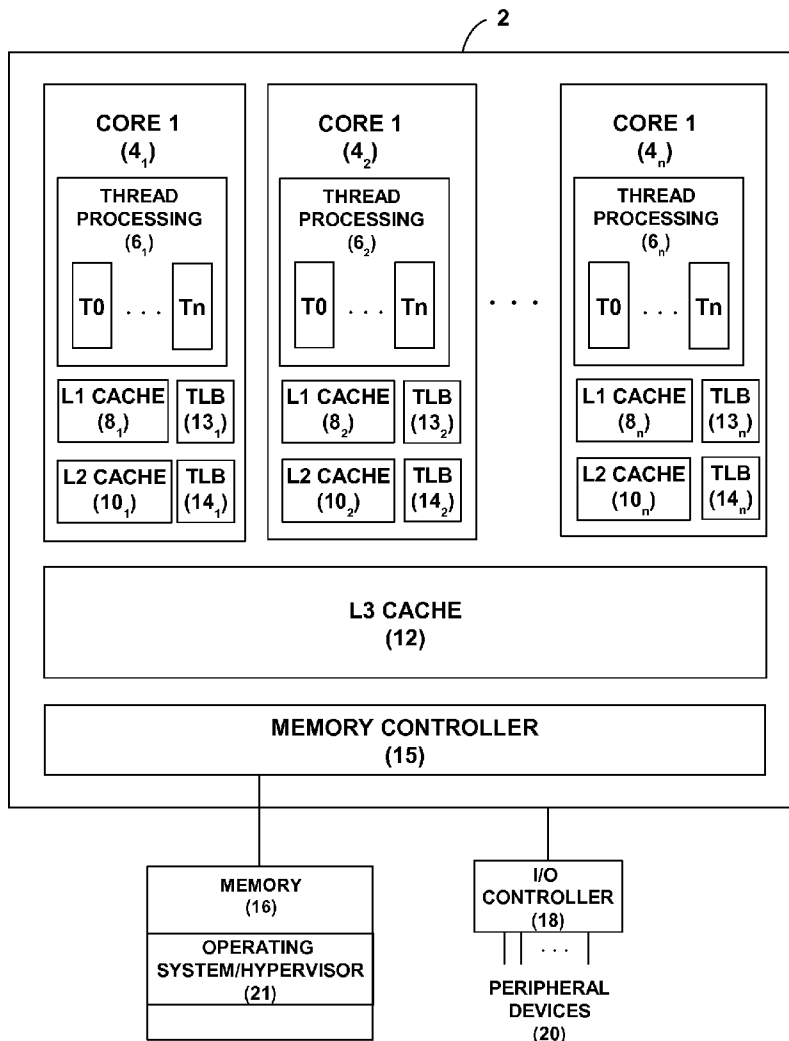 2
CORE 1
(4₁)
THREAD
PROCESSING
(6₁)
T0 . . . Tn
L1 CACHE
(8₁)
TLB
(13₁)
L2 CACHE
(10₁)
TLB
(14₁)
CORE 1
(4₂)
THREAD
PROCESSING
(6₂)
T0 . . . Tn
L1 CACHE
(8₂)
TLB
(13₂)
L2 CACHE
(10₂)
TLB
(14₂)
. . .
CORE 1
(4ₙ)
THREAD
PROCESSING
(6ₙ)
T0 . . . Tn
L1 CACHE
(8ₙ)
TLB
(13ₙ)
L2 CACHE
(10ₙ)
TLB
(14ₙ)
L3 CACHE
(12)
MEMORY CONTROLLER
(15)
MEMORY
(16)
OPERATING
SYSTEM/HYPERVISOR
(21)
I/O
CONTROLLER
(18)
. . .
PERIPHERAL
DEVICES
(20)